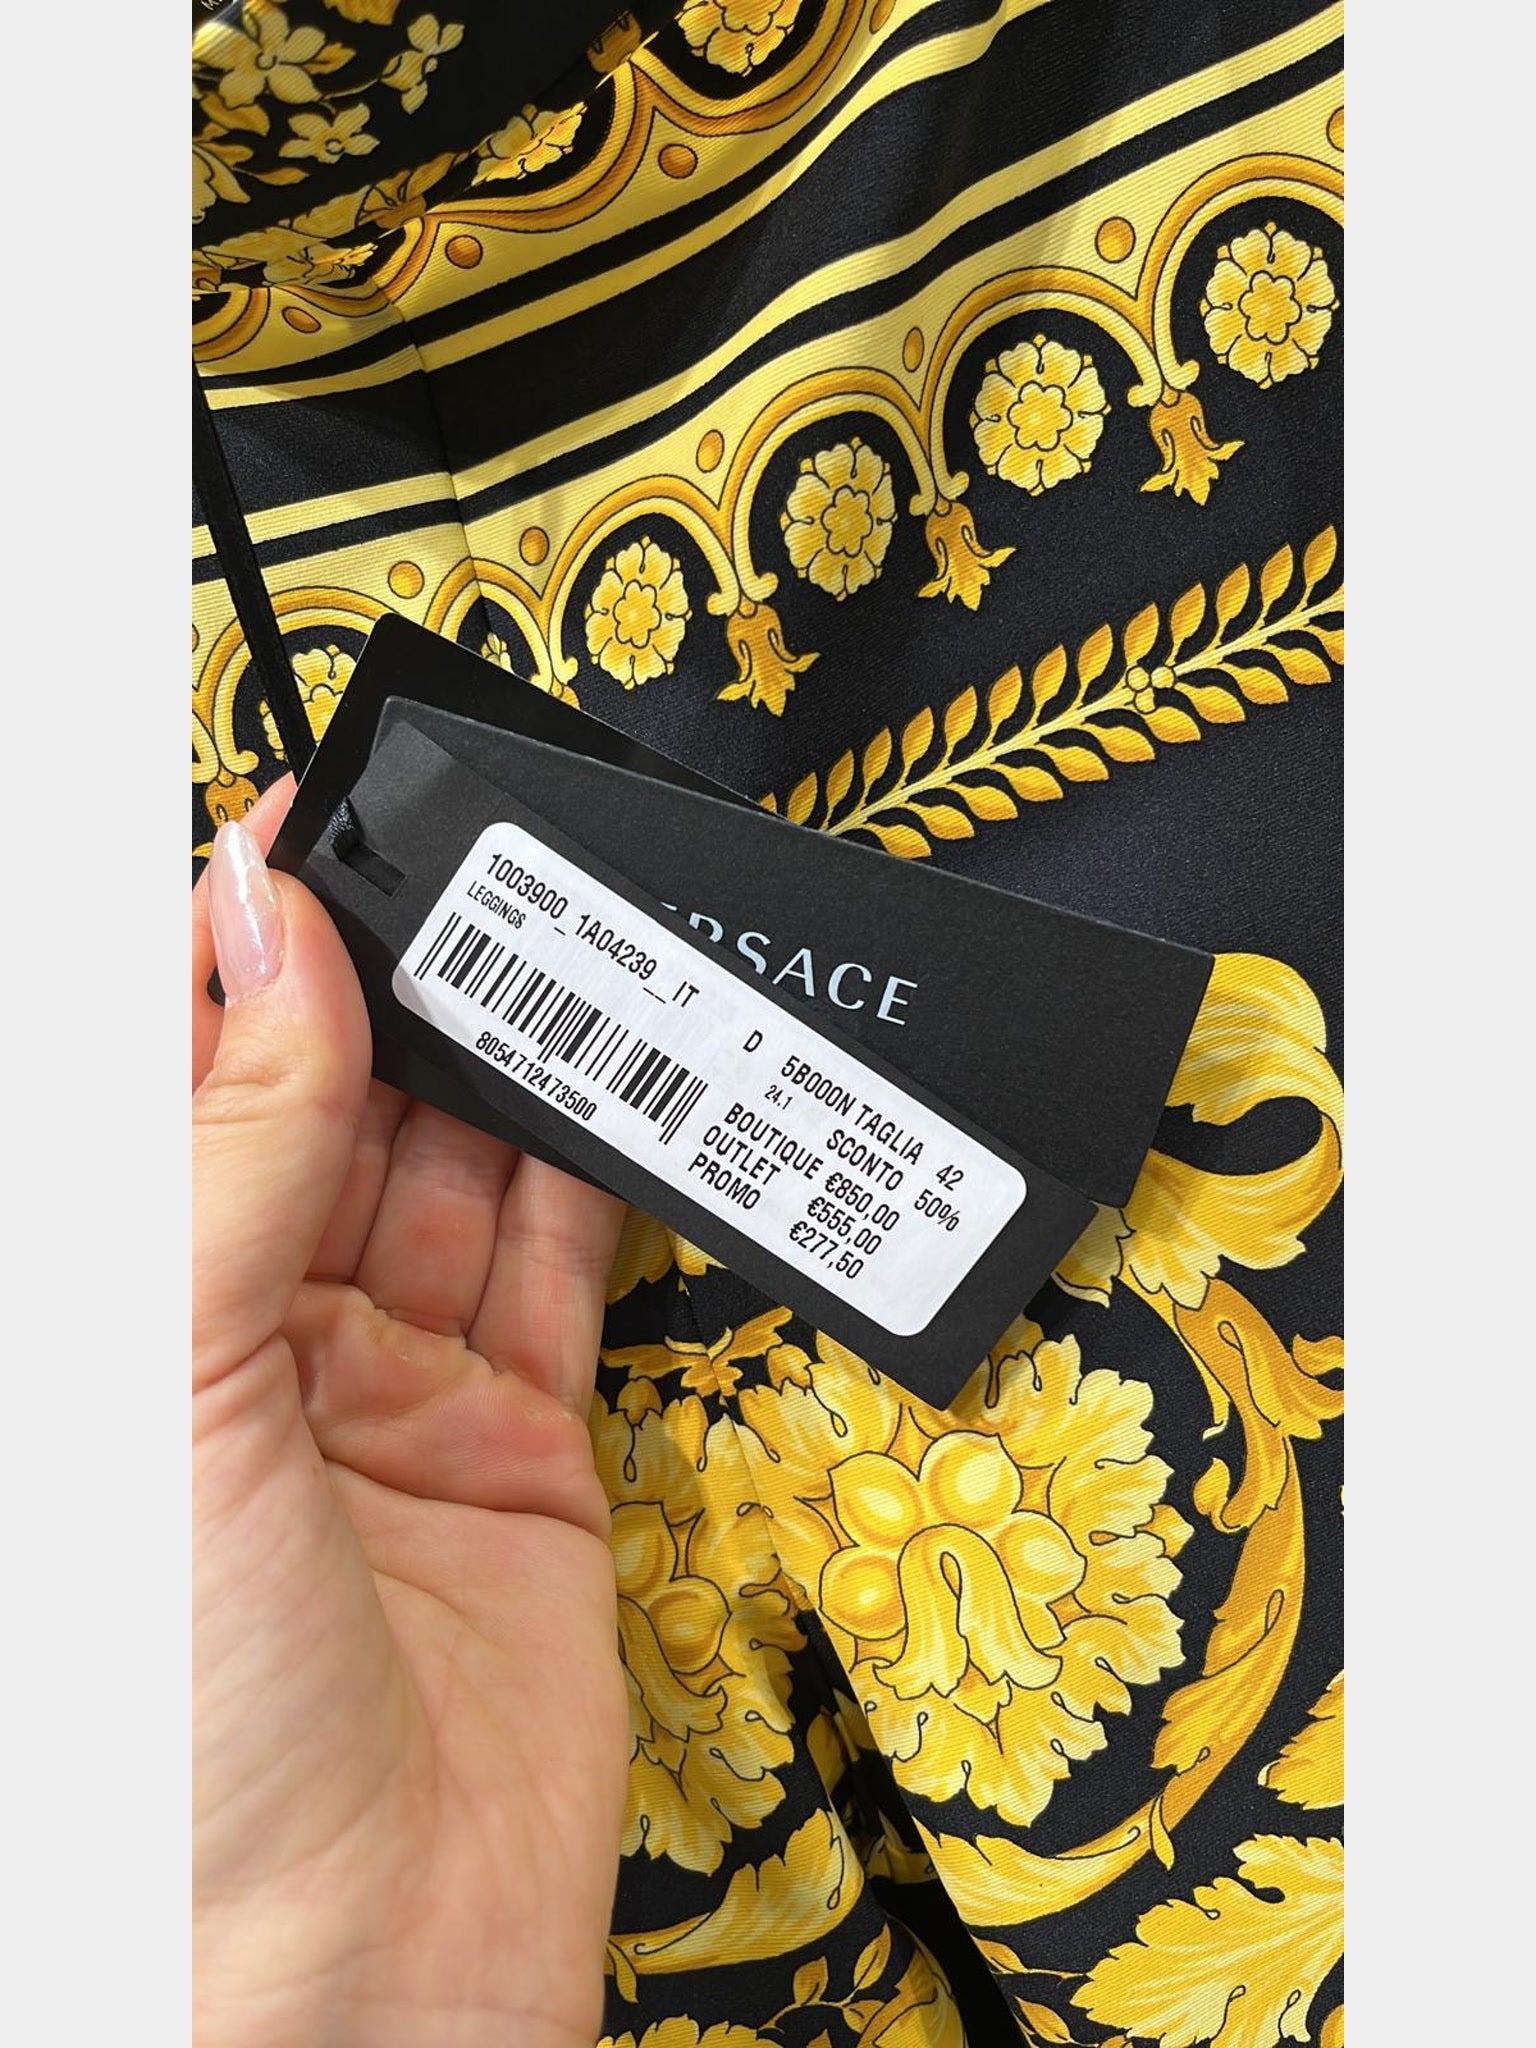 RSACE
1003900_1A04239__IT
LEGGINGS
D 5B000N TAGLIA 42
24.1 SCONTO 50%
8054712473500
BOUTIQUE €850,00
OUTLET €555,00
PROMO €277,50